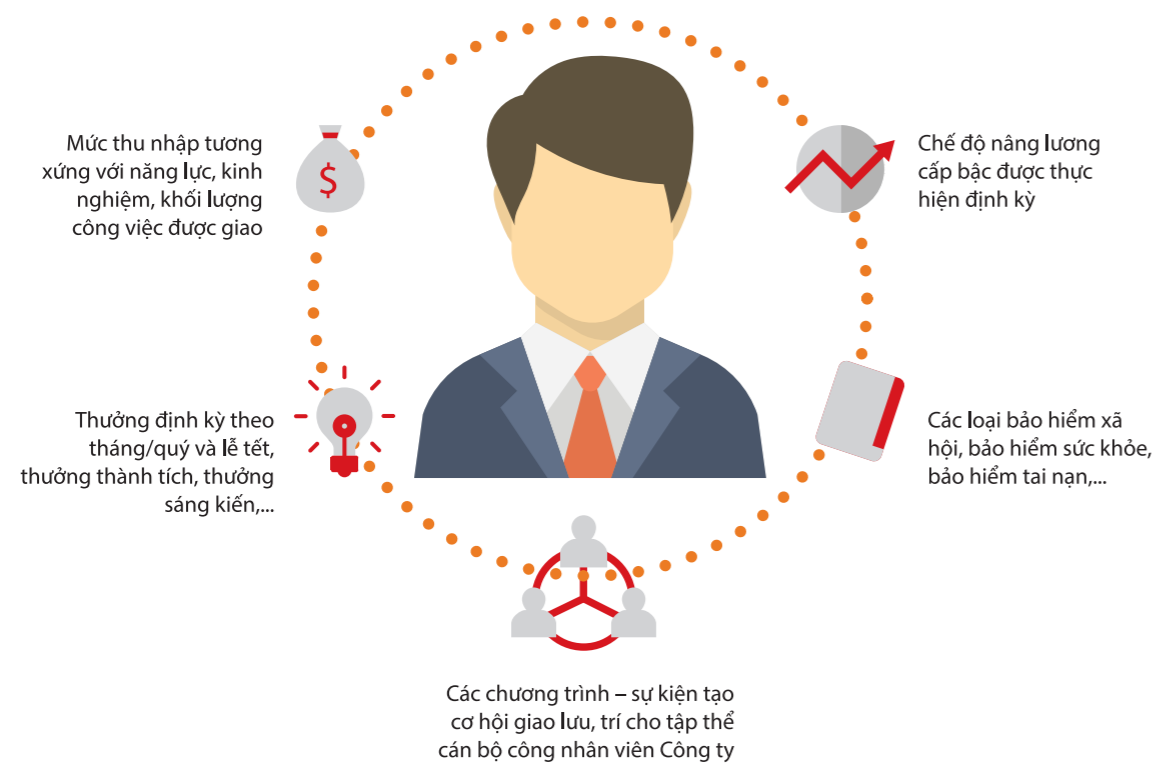 Mức thu nhập tương
xứng với năng lực, kinh
nghiệm, khối lượng
công việc được giao
$
Chế độ nâng lương
cấp bậc được thực
hiện định kỳ
Thưởng định kỳ theo
tháng/quý và lễ tết,
thưởng thành tích, thưởng
sáng kiến,...
Các loại bảo hiểm xã
hội, bảo hiểm sức khỏe,
bảo hiểm tai nạn,...
Các chương trình – sự kiện tạo
cơ hội giao lưu, trí cho tập thể
cán bộ công nhân viên Công ty